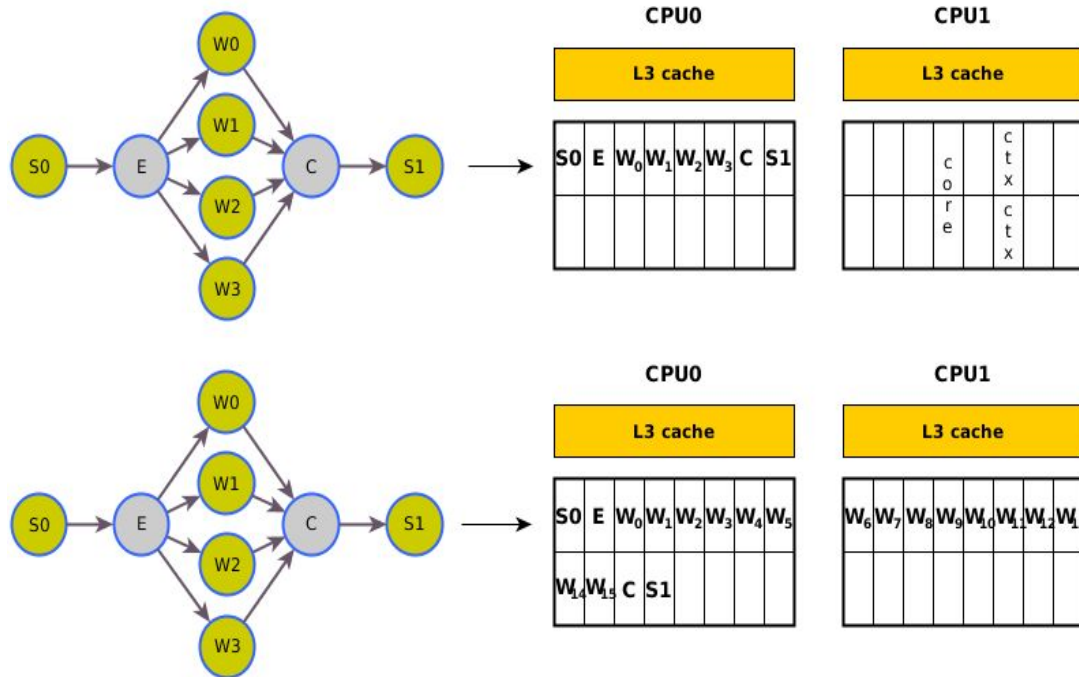 CPU0 CPU1
W0
L3 cache L3 cache
W1
S0 E C S1
S0 E W0 W1 W2 W3 C S1
core ctx
W2
ctx
W3
CPU0 CPU1
W0
L3 cache L3 cache
W1
S0 E C S1
S0 E W0 W1 W2 W3 W4 W5
W6 W7 W8 W9 W10 W11 W12
W2
W14 W15 C S1
W3